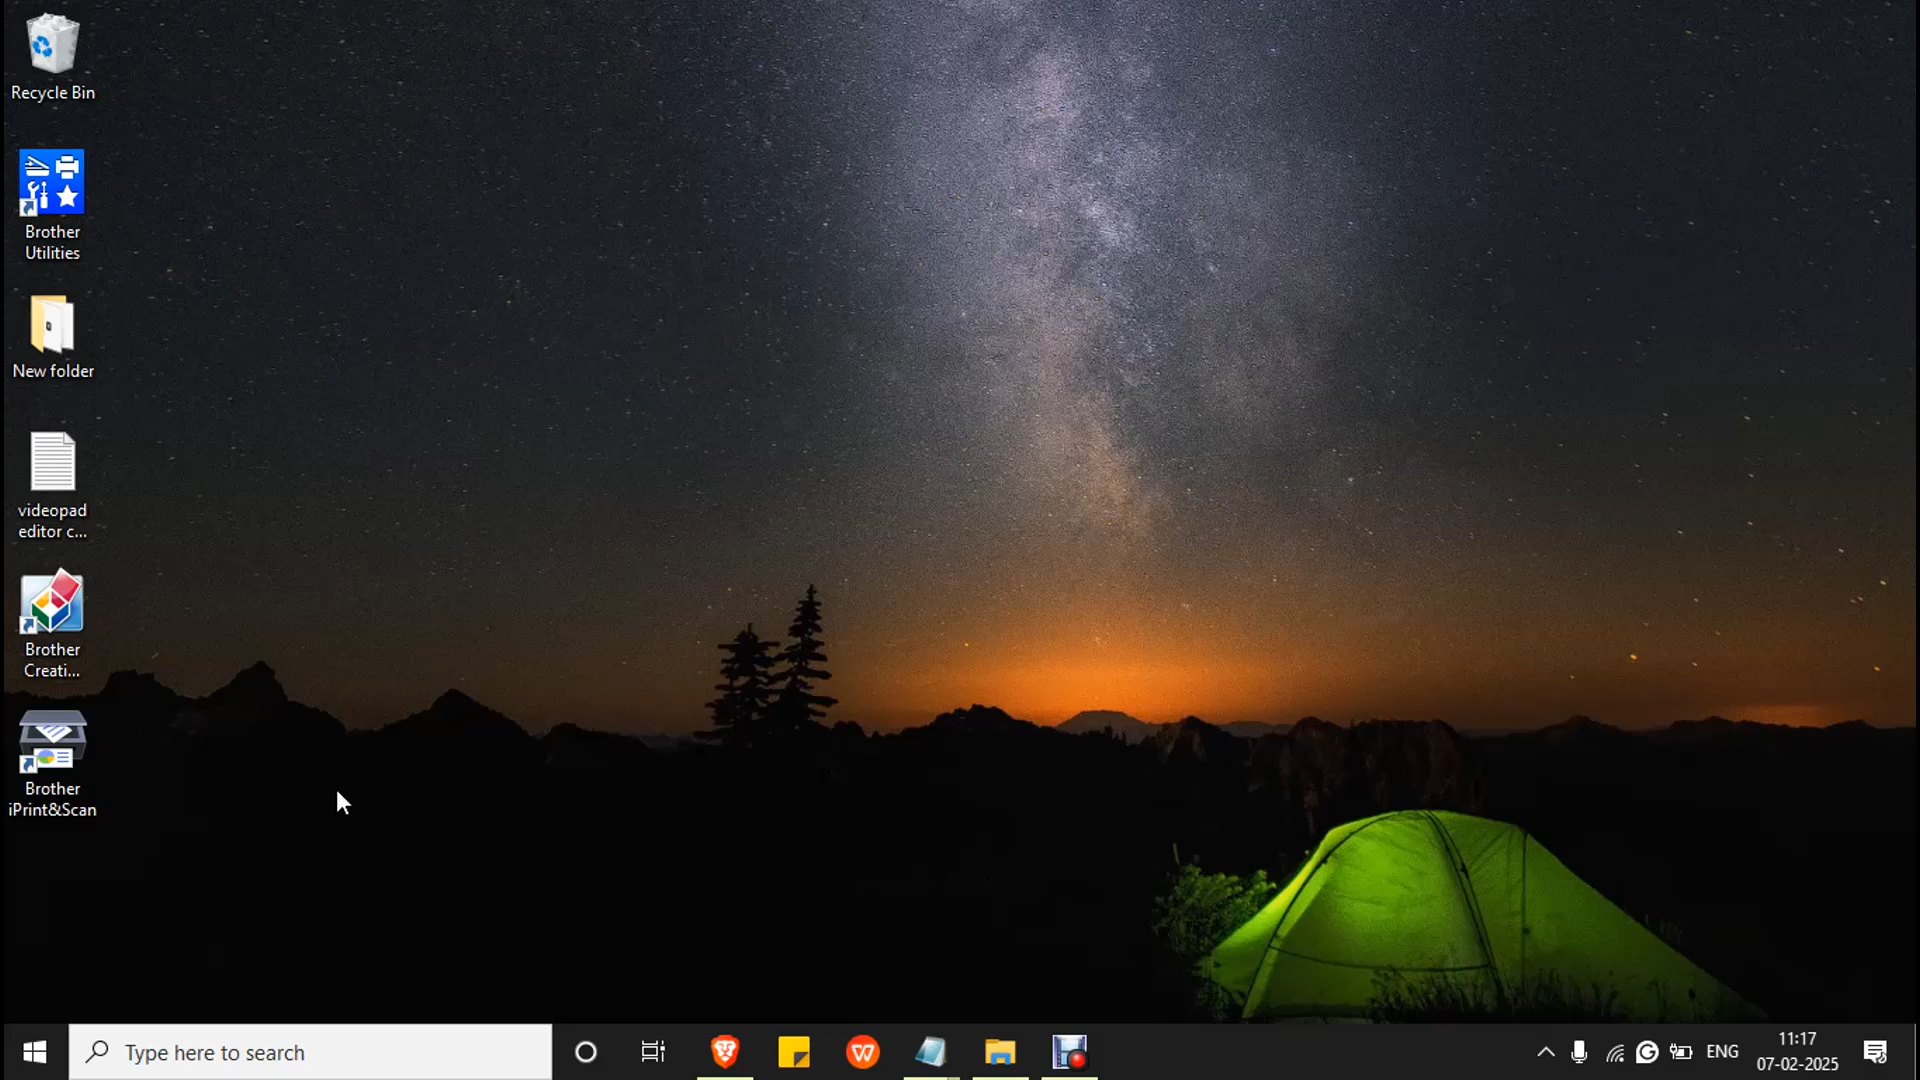 Recycle Bin
Brother
Utilities
New folder
videopad
editor c...
Brother
Creati...
Brother
iPrint&Scan
Type here to search
ENG
11:17
07-02-2025